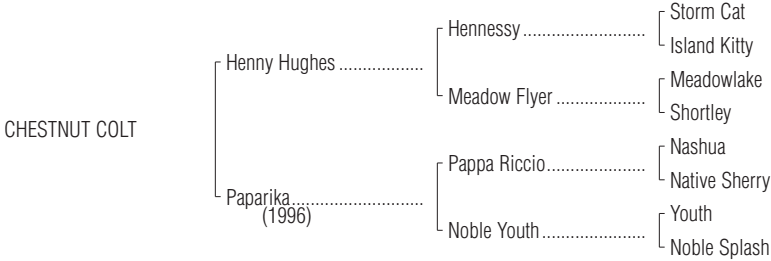 Storm Cat
Hennessy ..........................
Island Kitty
Henny Hughes ..................
Meadowlake
Meadow Flyer ...................
Shortley
CHESTNUT COLT
Nashua
Pappa Riccio.....................
Native Sherry
Paparika............................
(1996)
Youth
Noble Youth ......................
Noble Splash